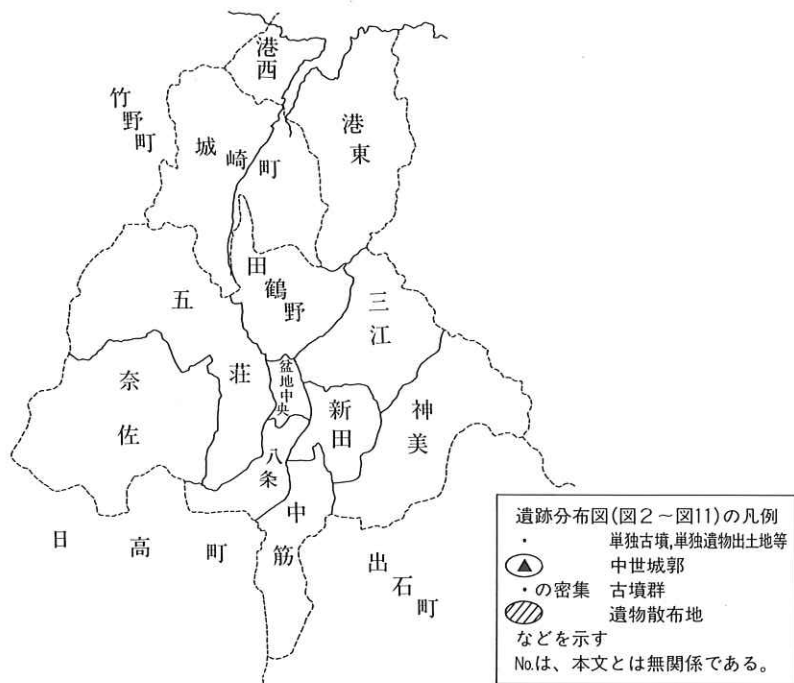 港西
竹野町
城崎町
港東
田鶴野
五荘
三江
奈佐
盆地中央
新田
神美
八条
中筋
日高町
出石町
遺跡分布図(図2~図11)の凡例
・ 単独古墳,単独遺物出土地等
中世城郭
・の密集 古墳群
遺物散布地
などを示す
No.は、本文とは無関係である。